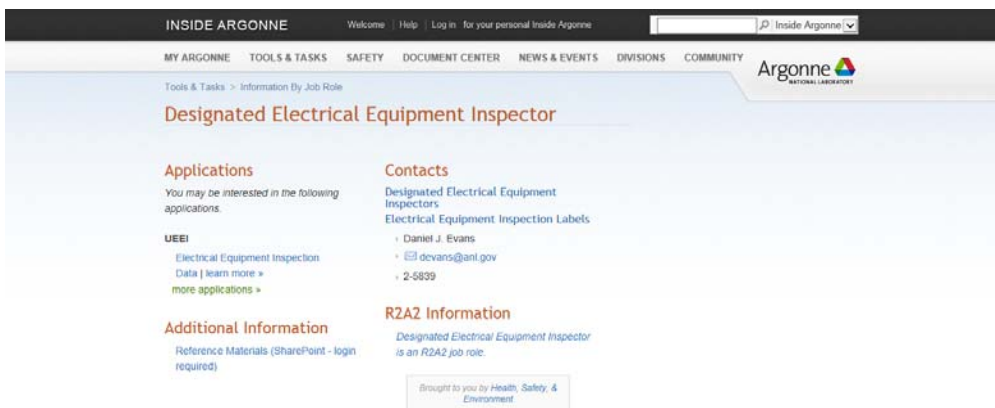 INSIDE ARGONNE
Welcome | Help | Log in for your personal Inside Argonne
Inside Argonne
MY ARGONNE TOOLS & TASKS SAFETY DOCUMENT CENTER NEWS & EVENTS DIVISIONS COMMUNITY
Argonne
NATIONAL LABORATORY
Tools & Tasks > Information By Job Role
Designated Electrical Equipment Inspector
Applications
You may be interested in the following
applications.
UEEI
Electrical Equipment Inspection
Data | learn more »
more applications »
Additional Information
Reference Materials (SharePoint - login
required)
Contacts
Designated Electrical Equipment
Inspectors
Electrical Equipment Inspection Labels
Daniel J. Evans
devans@anl.gov
2-5839
R2A2 Information
Designated Electrical Equipment Inspector
is an R2A2 job role.
Brought to you by Health, Safety, &
Environment